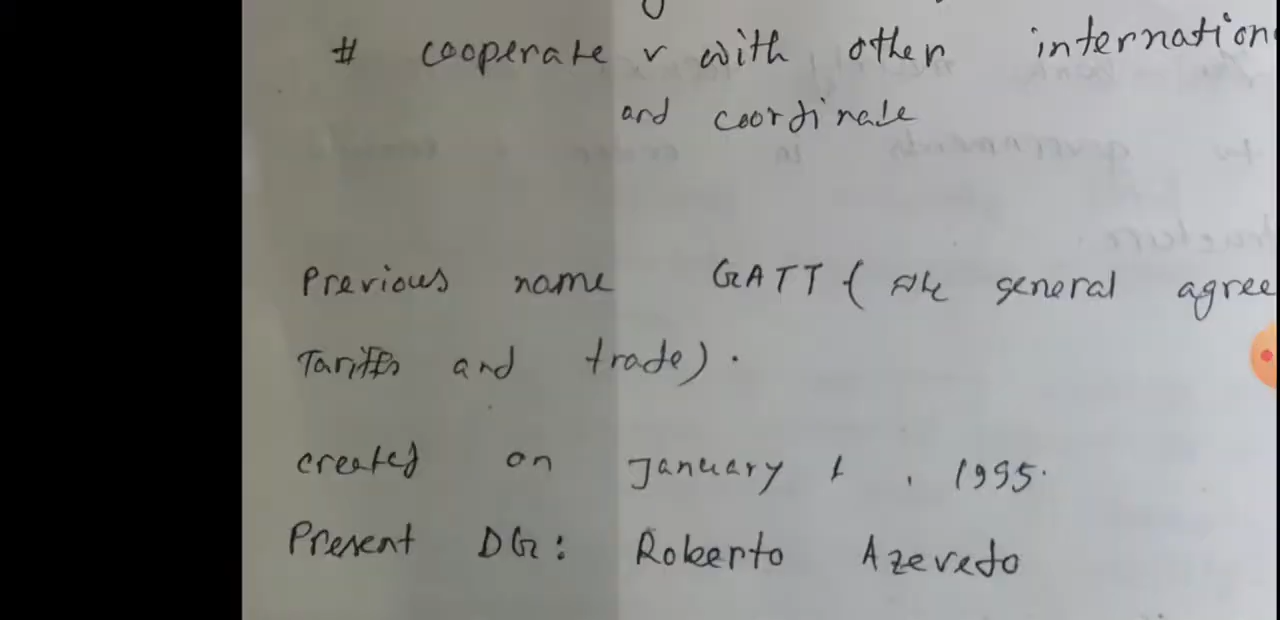 # cooperate v with other internation
and coordinate
Previous name GATT ( the general agree
Tariffs and trade).
created on January 1, 1995.
Present DG: Roberto Azevedo